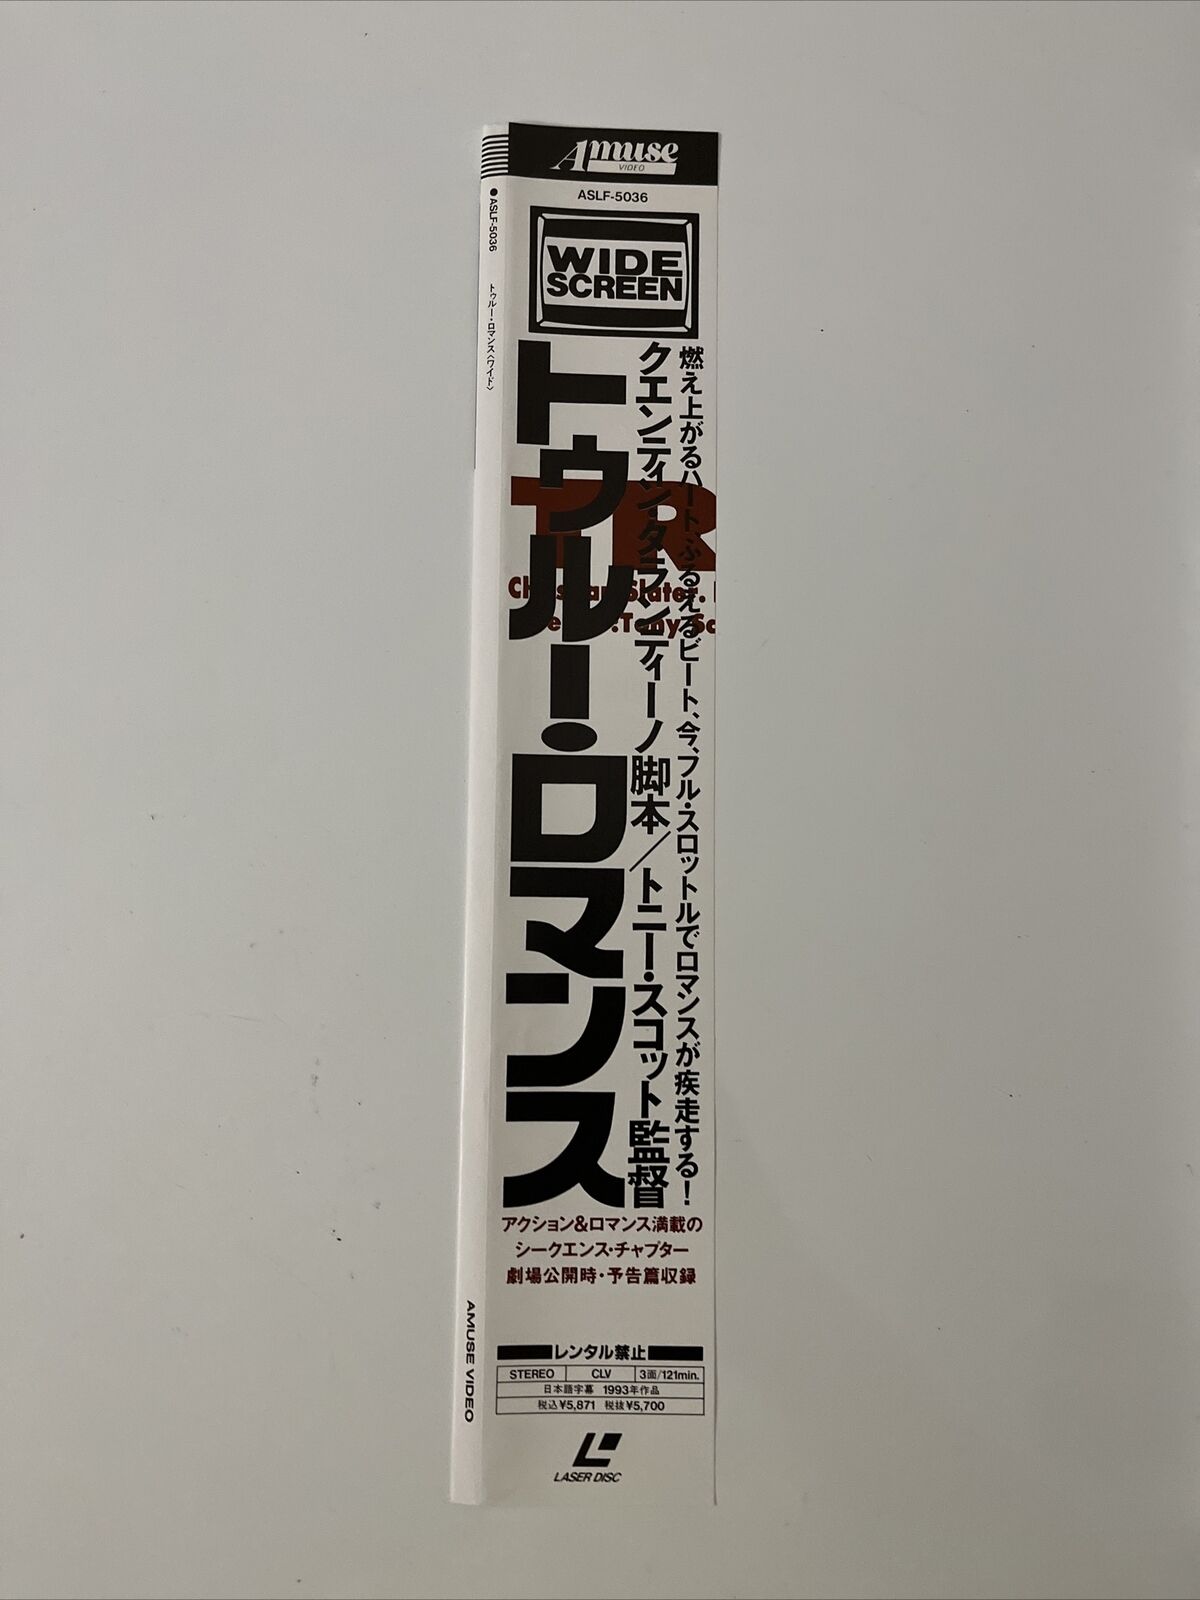 Amuse
VIDEO
ASLF-5036
WIDE
SCREEN
燃え上がるハートふるえるビート、今、フル・スロットルでロマンスが疾走する!
クエンティン・タランティーノ脚本/トニー・スコット監督
トゥルー・ロマンス
TR
Slater.
:Tony Sc
アクション&ロマンス満載の
シークエンス・チャプター
劇場公開時・予告篇収録
レンタル禁止
STEREO CLV 3面/121min.
日本語字幕 1993年作品
税込¥5,871 税抜¥5,700
LASER DISC
●ASLF-5036 トゥルー・ロマンス〈ワイド〉
AMUSE VIDEO